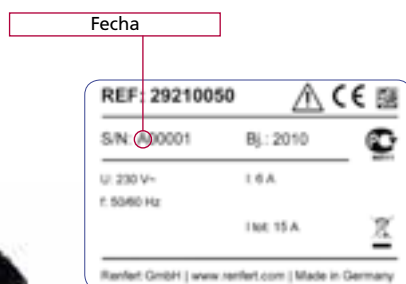 Fecha
REF: 29210050
S/N: A00001 Bj.: 2010
U: 230 V~ I: 6 A
f: 50/60 Hz
I tot: 15 A
Renfert GmbH | www.renfert.com | Made in Germany